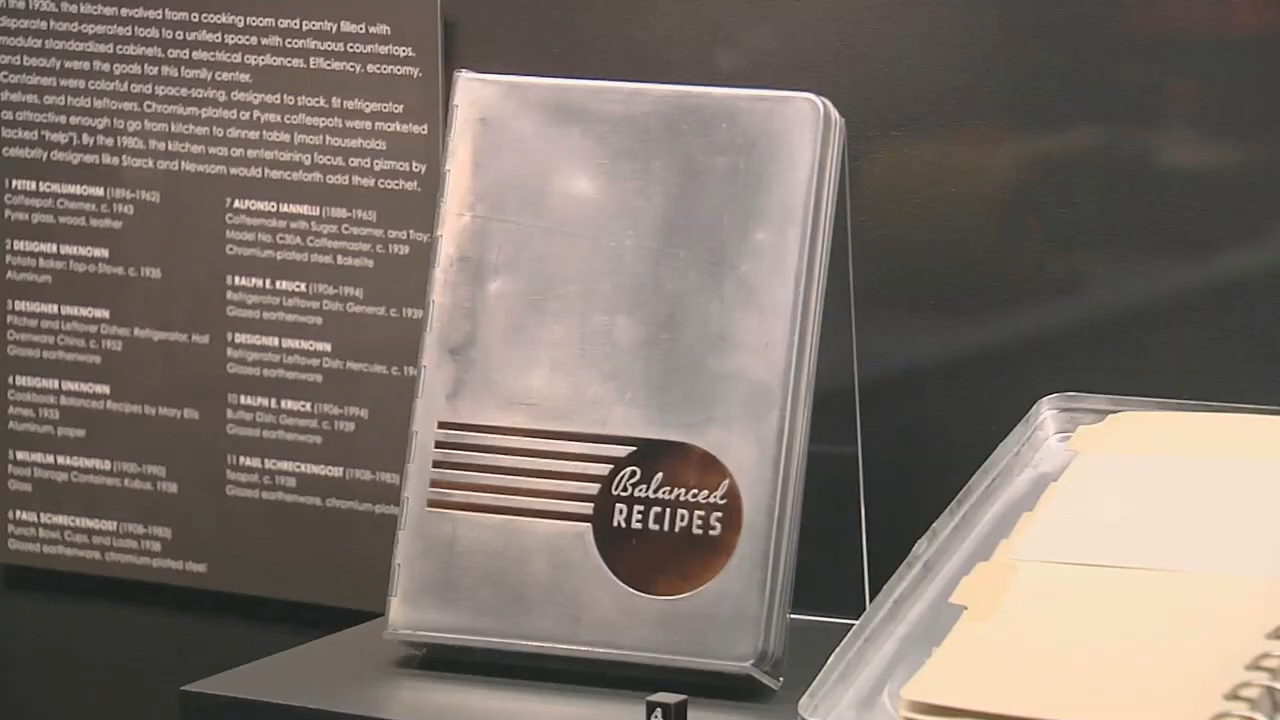 n the 1930s, the kitchen evolved from a cooking room and pantry filled with
disparate hand-operated tools to a unified space with continuous countertops,
modular standardized cabinets, and electrical appliances. Efficiency, economy,
and beauty were the goals for this family center.
Containers were colorful and space-saving, designed to stack, fit refrigerator
shelves, and hold leftovers. Chromium-plated or Pyrex coffeepots were marketed
as attractive enough to go from kitchen to dinner table (most households
lacked "help"). By the 1980s, the kitchen was an entertaining focus, and gizmos by
celebrity designers like Starck and Newsom would henceforth add their cachet.
1 PETER SCHLUMBOHM (1896–1962)
Coffeepot: Chemex, c. 1943
Pyrex glass, wood, leather
2 DESIGNER UNKNOWN
Potato Baker: Top-o-Stove, c. 1935
Aluminum
3 DESIGNER UNKNOWN
Pitcher and Leftover Dishes: Refrigerator, Hall
Ovenware China, c. 1952
Glazed earthenware
4 DESIGNER UNKNOWN
Cookbook: Balanced Recipes by Mary Ellis
Ames, 1933
Aluminum, paper
5 WILHELM WAGENFELD (1900–1990)
Food Storage Containers: Kubus, 1938
Glass
6 PAUL SCHRECKENGOST (1908–1983)
Punch Bowl, Cups, and Ladle, 1938
Glazed earthenware, chromium-plated steel
7 ALFONSO IANNELLI (1888–1965)
Coffeemaker with Sugar, Creamer, and Tray:
Model No. C30A, Coffeemaster, c. 1939
Chromium-plated steel, Bakelite
8 RALPH E. KRUCK (1906–1994)
Refrigerator Leftover Dish: General, c. 1939
Glazed earthenware
9 DESIGNER UNKNOWN
Refrigerator Leftover Dish: Hercules, c. 19
Glazed earthenware
10 RALPH E. KRUCK (1906–1994)
Butter Dish: General, c. 1939
Glazed earthenware
11 PAUL SCHRECKENGOST (1908–1983)
Teapot, c. 1938
Glazed earthenware, chromium-plate
Balanced
RECIPES
4